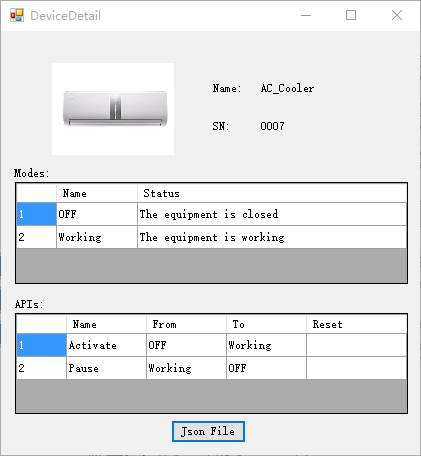 DeviceDetail
Name: AC_Cooler
SN: 0007
Modes:
Name Status
1 OFF The equipment is closed
2 Working The equipment is working
APIs:
Name From To Reset
1 Activate OFF Working
2 Pause Working OFF
Json File